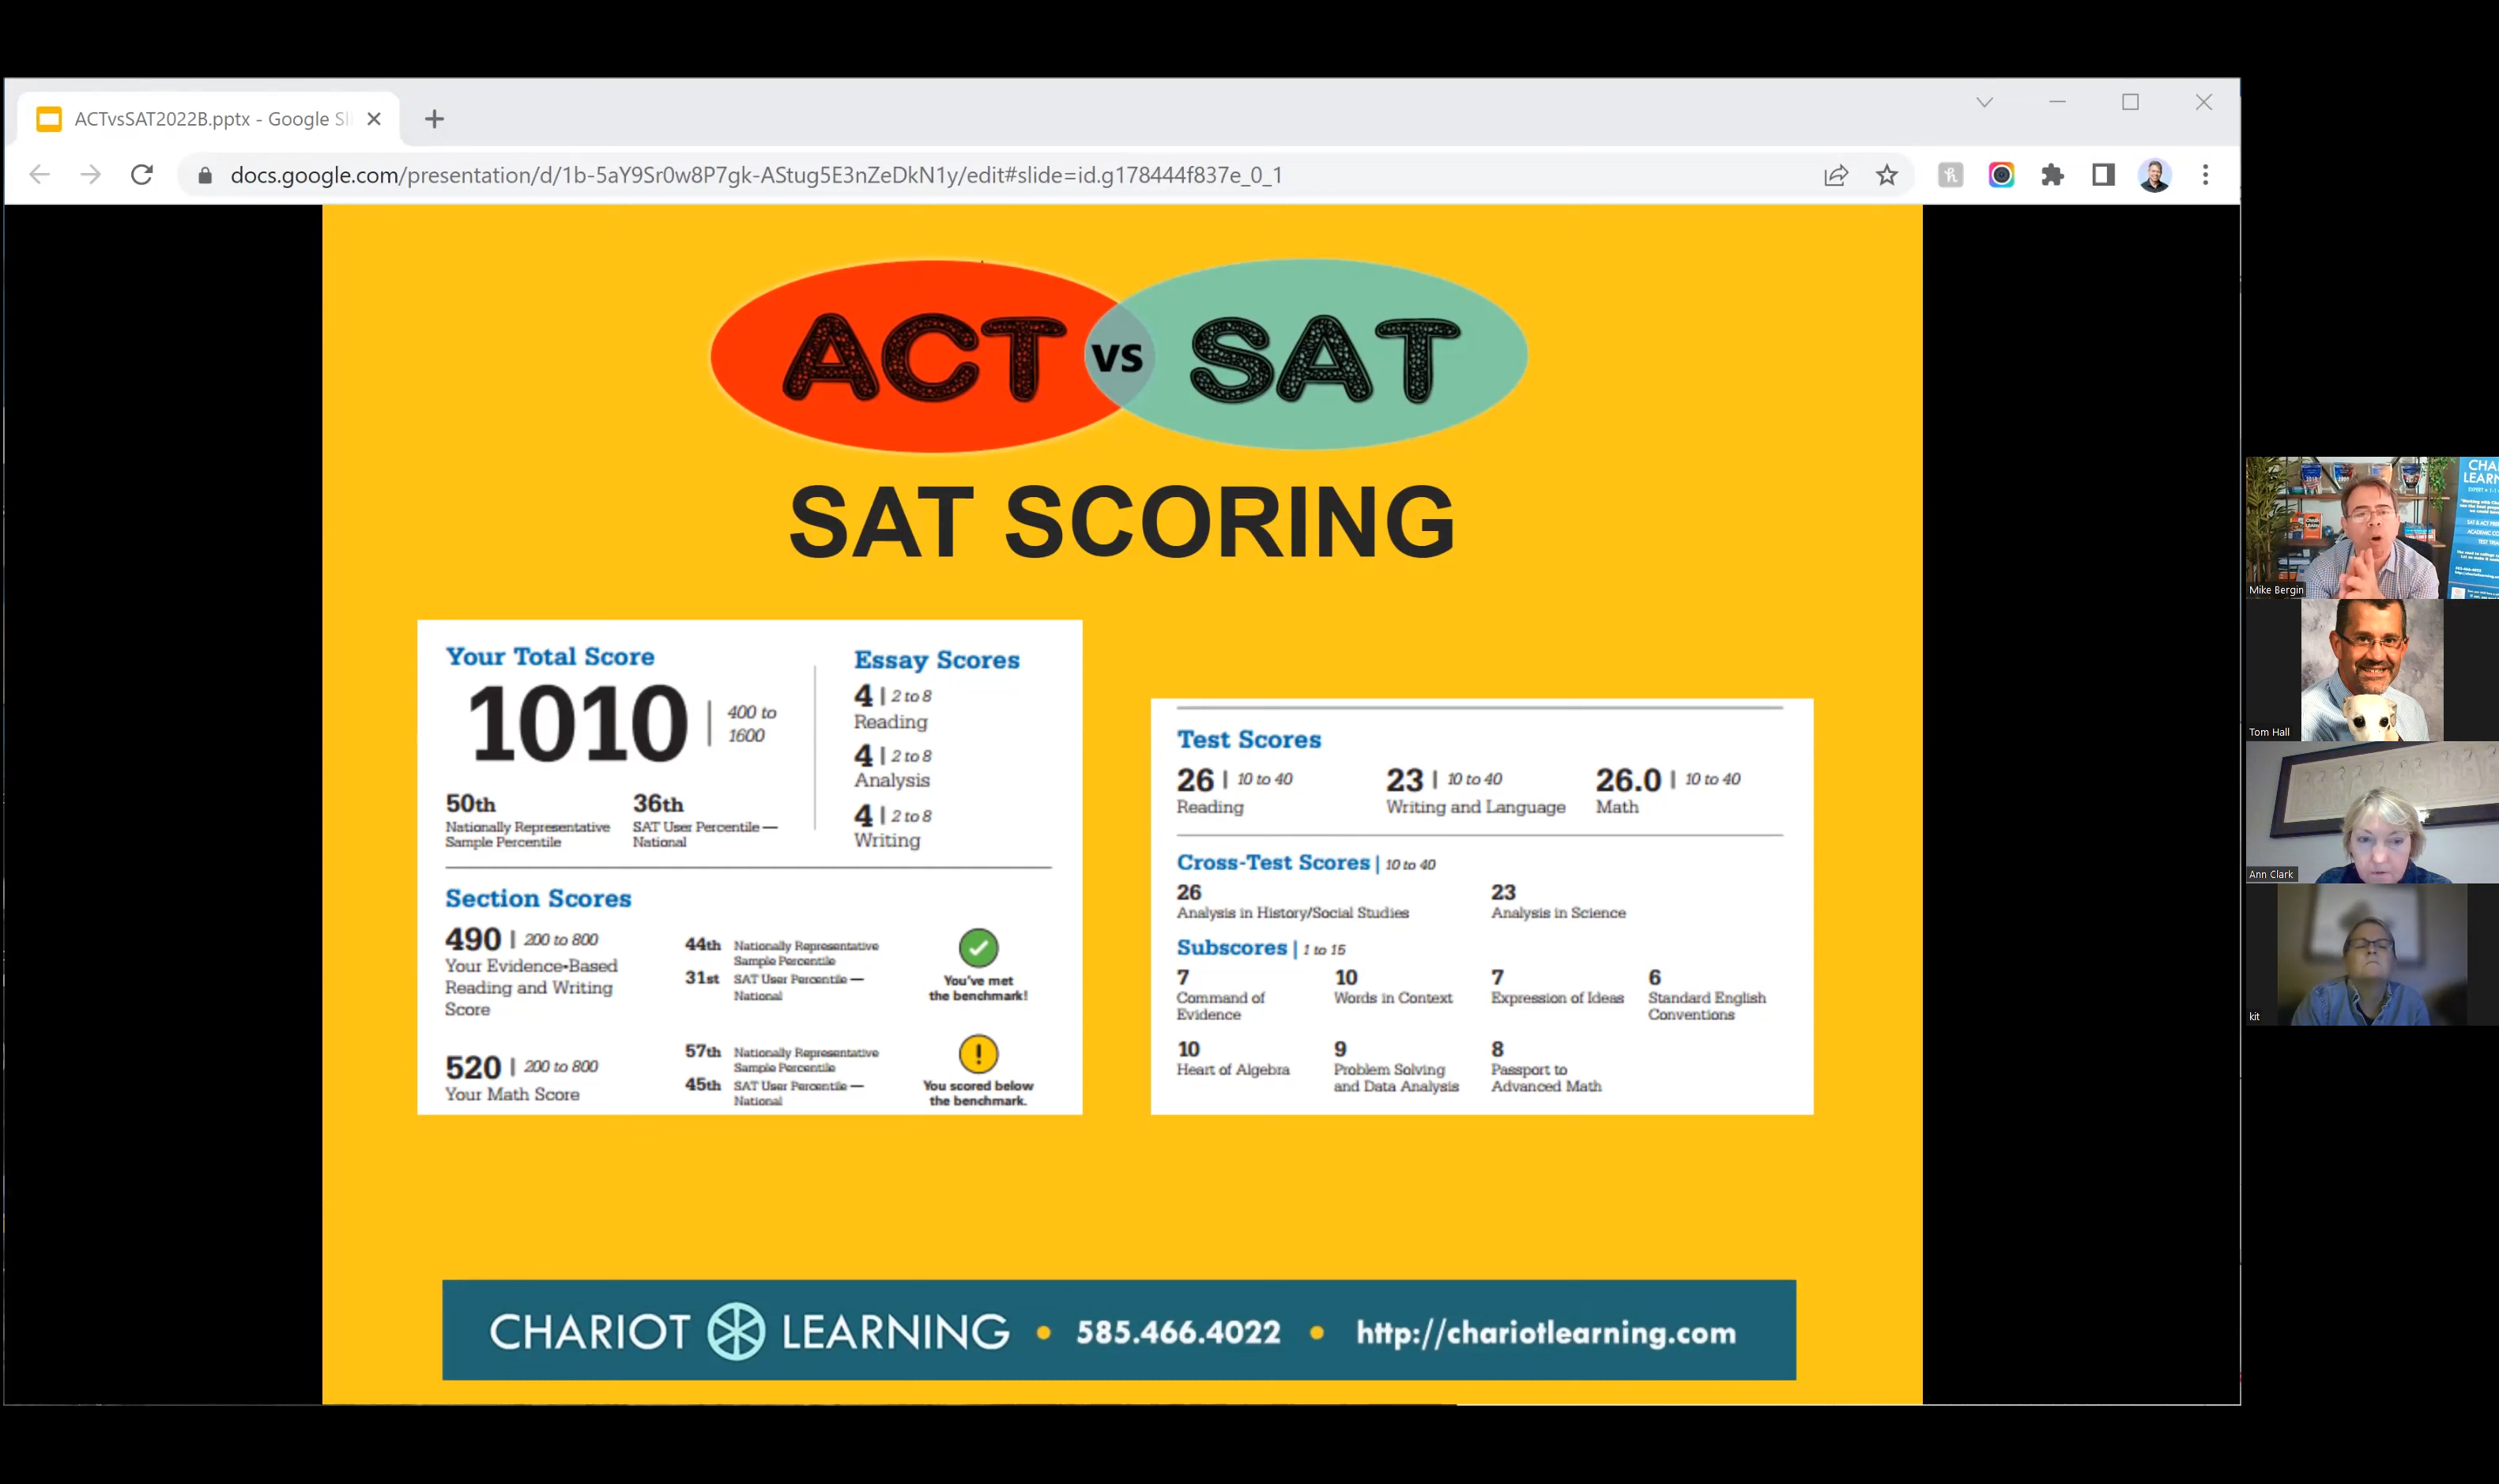 ACTvsSAT2022B.pptx - Google Sl
docs.google.com/presentation/d/1b-5aY9Sr0w8P7gk-AStug5E3nZeDkN1y/edit#slide=id.g178444f837e_0_1
ACT vs SAT
SAT SCORING
Your Total Score
1010 | 400 to
1600
50th
Nationally Representative
Sample Percentile
36th
SAT User Percentile —
National
Essay Scores
4 | 2 to 8
Reading
4 | 2 to 8
Analysis
4 | 2 to 8
Writing
Section Scores
490 | 200 to 800
Your Evidence-Based
Reading and Writing
Score
44th Nationally Representative
Sample Percentile
31st SAT User Percentile —
National
You've met
the benchmark!
520 | 200 to 800
Your Math Score
57th Nationally Representative
Sample Percentile
45th SAT User Percentile —
National
You scored below
the benchmark.
Test Scores
26 | 10 to 40
Reading
23 | 10 to 40
Writing and Language
26.0 | 10 to 40
Math
Cross-Test Scores | 10 to 40
26
Analysis in History/Social Studies
23
Analysis in Science
Subscores | 1 to 15
7
Command of
Evidence
10
Words in Context
7
Expression of Ideas
6
Standard English
Conventions
10
Heart of Algebra
9
Problem Solving
and Data Analysis
8
Passport to
Advanced Math
CHARIOT LEARNING • 585.466.4022 • http://chariotlearning.com
CHA
LEARN
Mike Bergin
Tom Hall
Ann Clark
kit